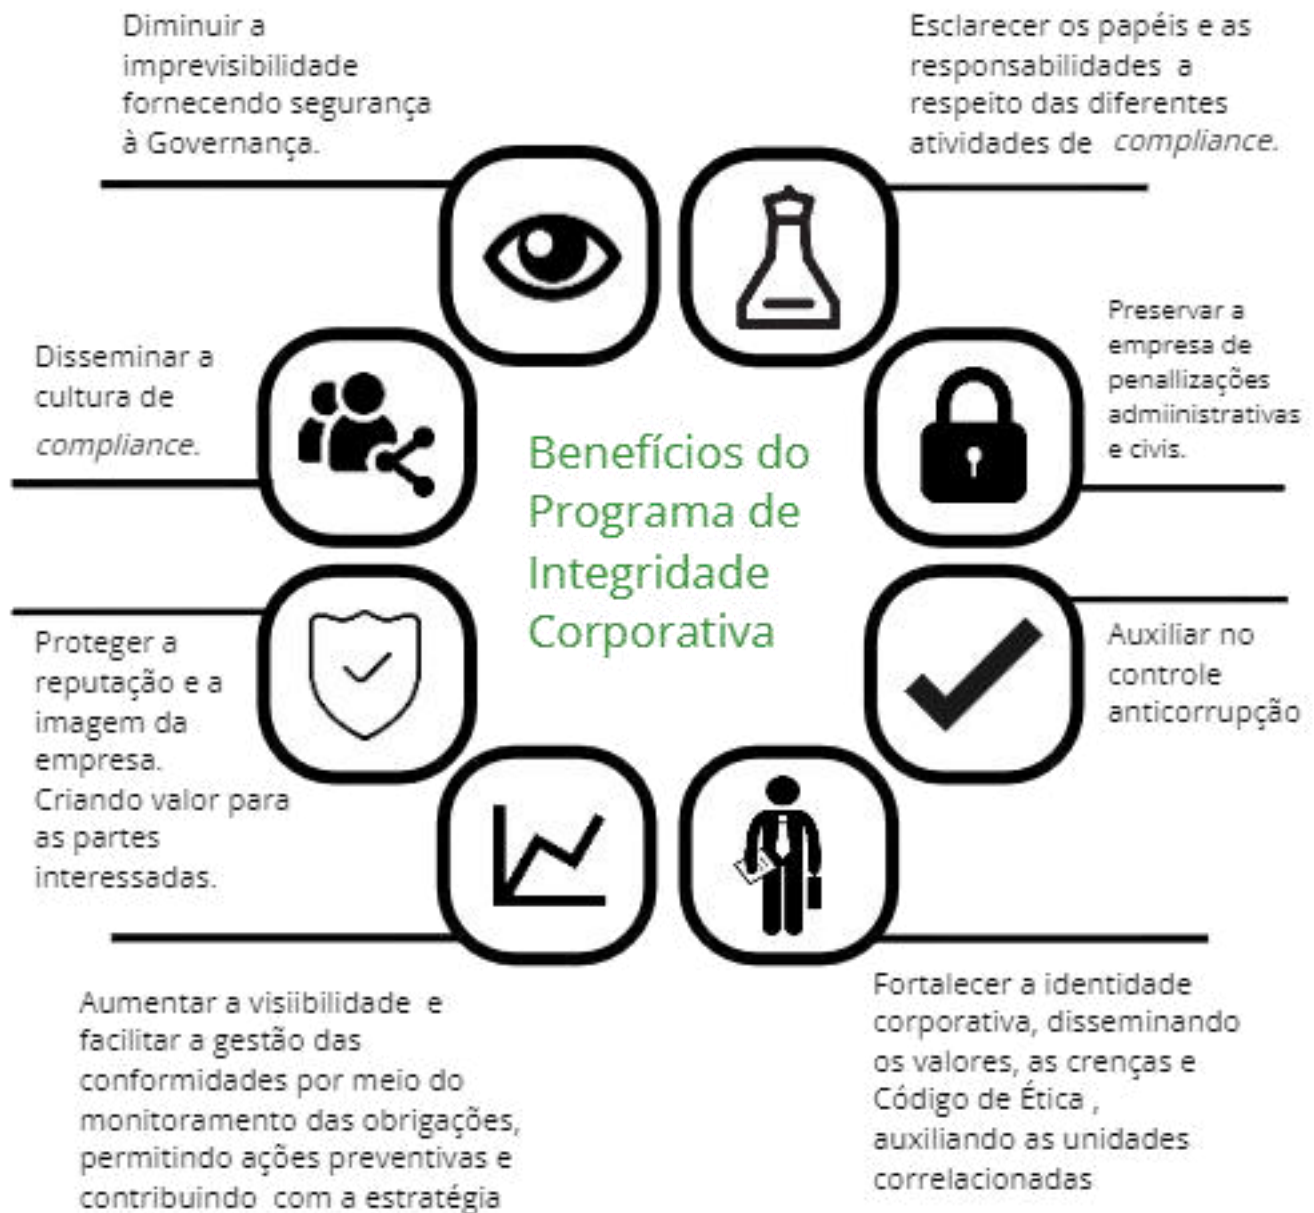 Diminuir a
imprevisibilidade
fornecendo segurança
à Governança.
Esclarecer os papéis e as
responsabilidades a
respeito das diferentes
atividades de compliance.
Disseminar a
cultura de
compliance.
Preservar a
empresa de
penallizações
admiinistrativas
e civis.
Benefícios do
Programa de
Integridade
Corporativa
Proteger a
reputação e a
imagem da
empresa.
Criando valor para
as partes
interessadas.
Auxiliar no
controle
anticorrupção
Aumentar a visiibilidade e
facilitar a gestão das
conformidades por meio do
monitoramento das obrigações,
permitindo ações preventivas e
contribuindo com a estratégia
Fortalecer a identidade
corporativa, disseminando
os valores, as crenças e
Código de Ética ,
auxiliando as unidades
correlacionadas